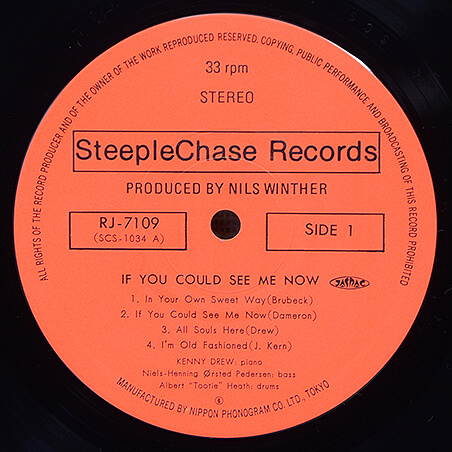 ALL RIGHTS OF THE RECORD PRODUCER AND OF THE OWNER OF THE WORK REPRODUCED RESERVED. COPYING, PUBLIC PERFORMANCE AND BROADCASTING OF THIS RECORD PROHIBITED
33 rpm
STEREO
SteepleChase Records
PRODUCED BY NILS WINTHER
RJ-7109
(SCS-1034 A)
SIDE 1
IF YOU COULD SEE ME NOW
JASRAC
1. In Your Own Sweet Way(Brubeck)
2. If You Could See Me Now(Dameron)
3. All Souls Here(Drew)
4. I'm Old Fashioned(J. Kern)
KENNY DREW: piano
Niels-Henning Ørsted Pedersen: bass
Albert "Tootie" Heath: drums
MANUFACTURED BY NIPPON PHONOGRAM CO. LTD., TOKYO